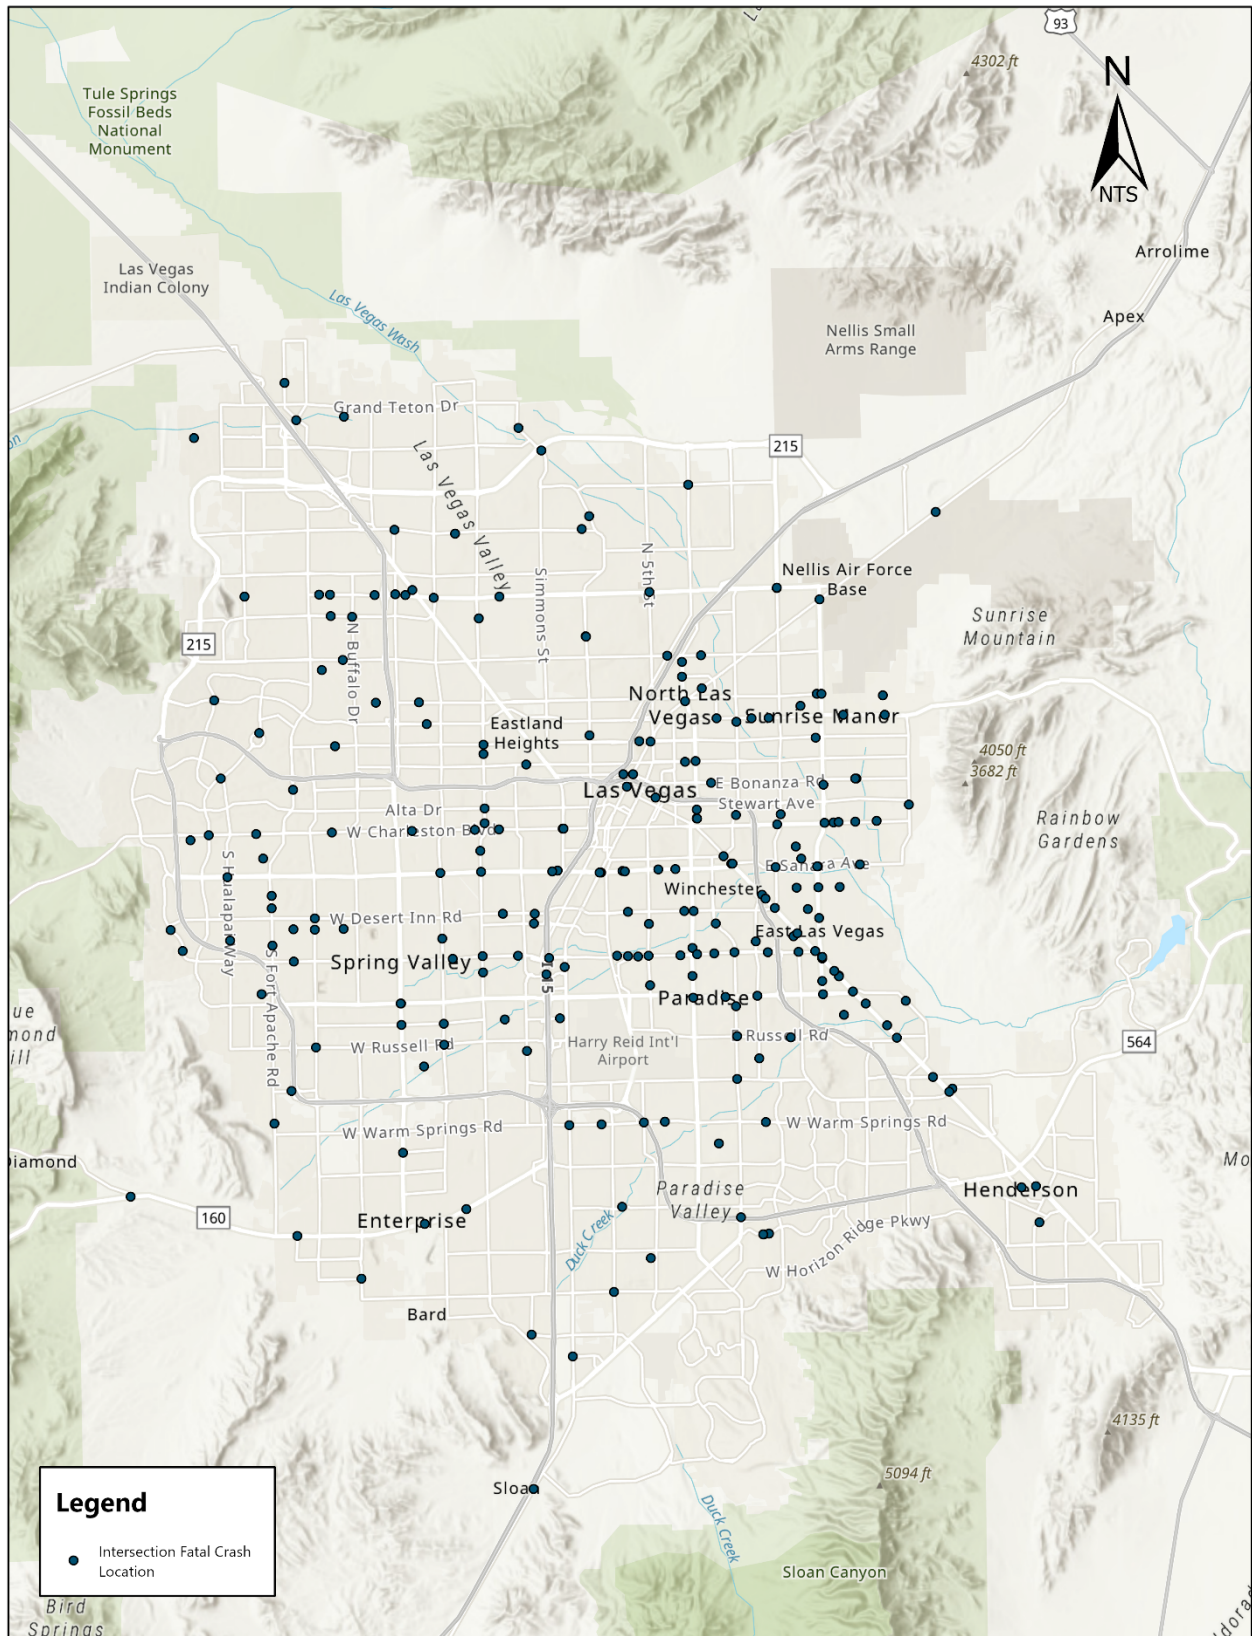 93
4302 ft
N
NTS
Tule Springs
Fossil Beds
National
Monument
Arrolime
Las Vegas
Indian Colony
Las Vegas Wash
Apex
Nellis Small
Arms Range
Grand Teton Dr
215
Las Vegas Valley
N 5th St
Simmons St
Nellis Air Force
Base
Sunrise
Mountain
215
N Buffalo Dr
North Las
Vegas
Sunrise Manor
Eastland
Heights
4050 ft
3682 ft
Las Vegas
E Bonanza Rd
Stewart Ave
Alta Dr
W Charleston Blvd
Rainbow
Gardens
S Hualapai Way
E Sahara Ave
Winchester
W Desert Inn Rd
East Las Vegas
Spring Valley
S Fort Apache Rd
I-15
Paradise
W Russell Rd
Harry Reid Int'l
Airport
E Russell Rd
564
W Warm Springs Rd
W Warm Springs Rd
Diamond
160
Enterprise
Paradise
Valley
Henderson
Duck Creek
W Horizon Ridge Pkwy
Bard
4135 ft
5094 ft
Sloan
Duck Creek
Sloan Canyon
Legend
Intersection Fatal Crash
Location
Bird
Springs